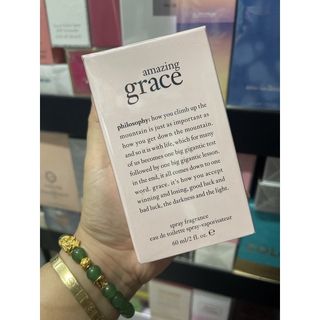 amazing
grace
philosophy: how you climb up the
mountain is just as important as
how you get down the mountain.
and so it is with life, which for many
of us becomes one big gigantic test
followed by one big gigantic lesson.
in the end, it all comes down to one
word. grace. it's how you accept
winning and losing, good luck and
bad luck, the darkness and the light.
spray fragrance
eau de toilette spray-vaporisateur
60 ml/2 fl. oz. e